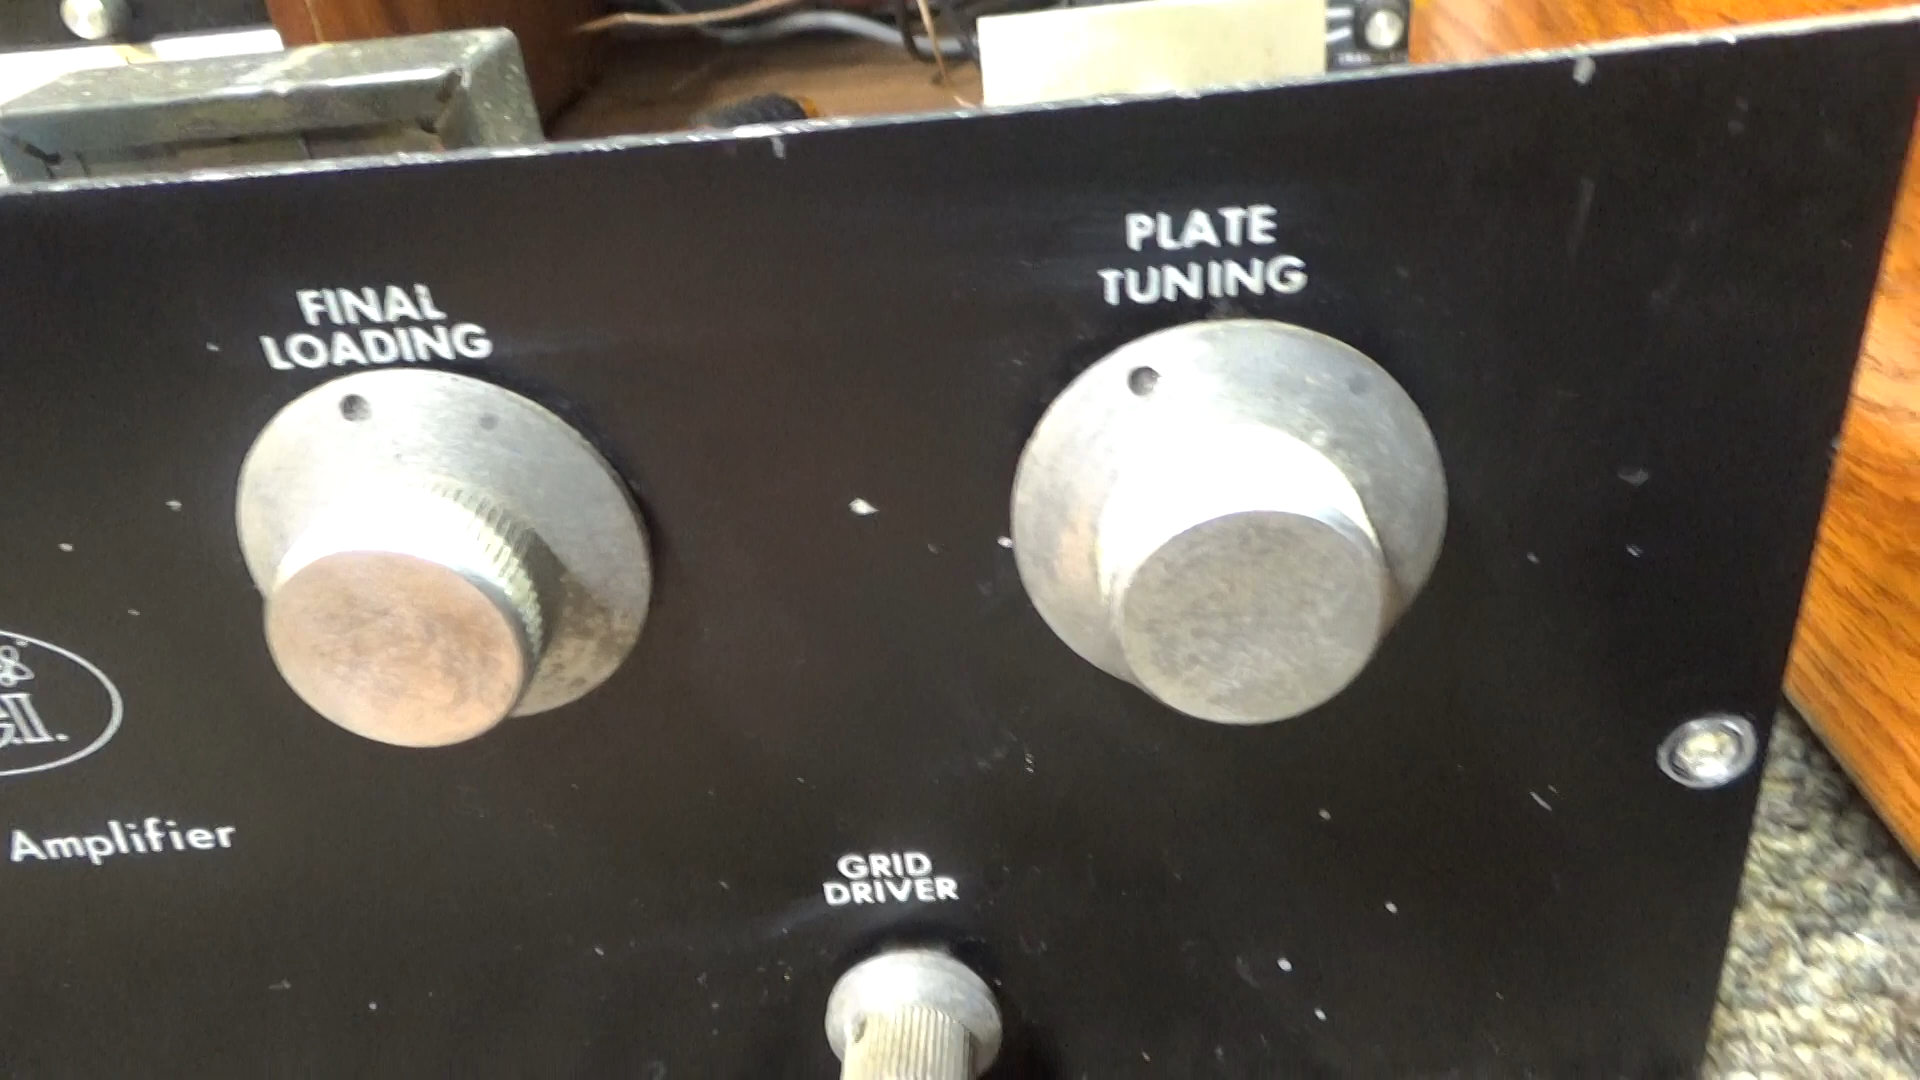 PLATE
TUNING
FINAL
LOADING
Amplifier
GRID
DRIVER